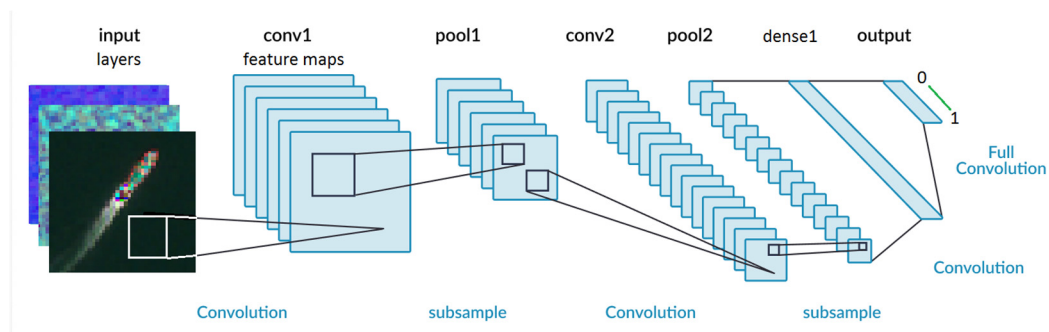 input conv1 pool1 conv2 pool2 dense1 output
layers feature maps
0
1
Full
Convolution
Convolution
Convolution subsample Convolution subsample